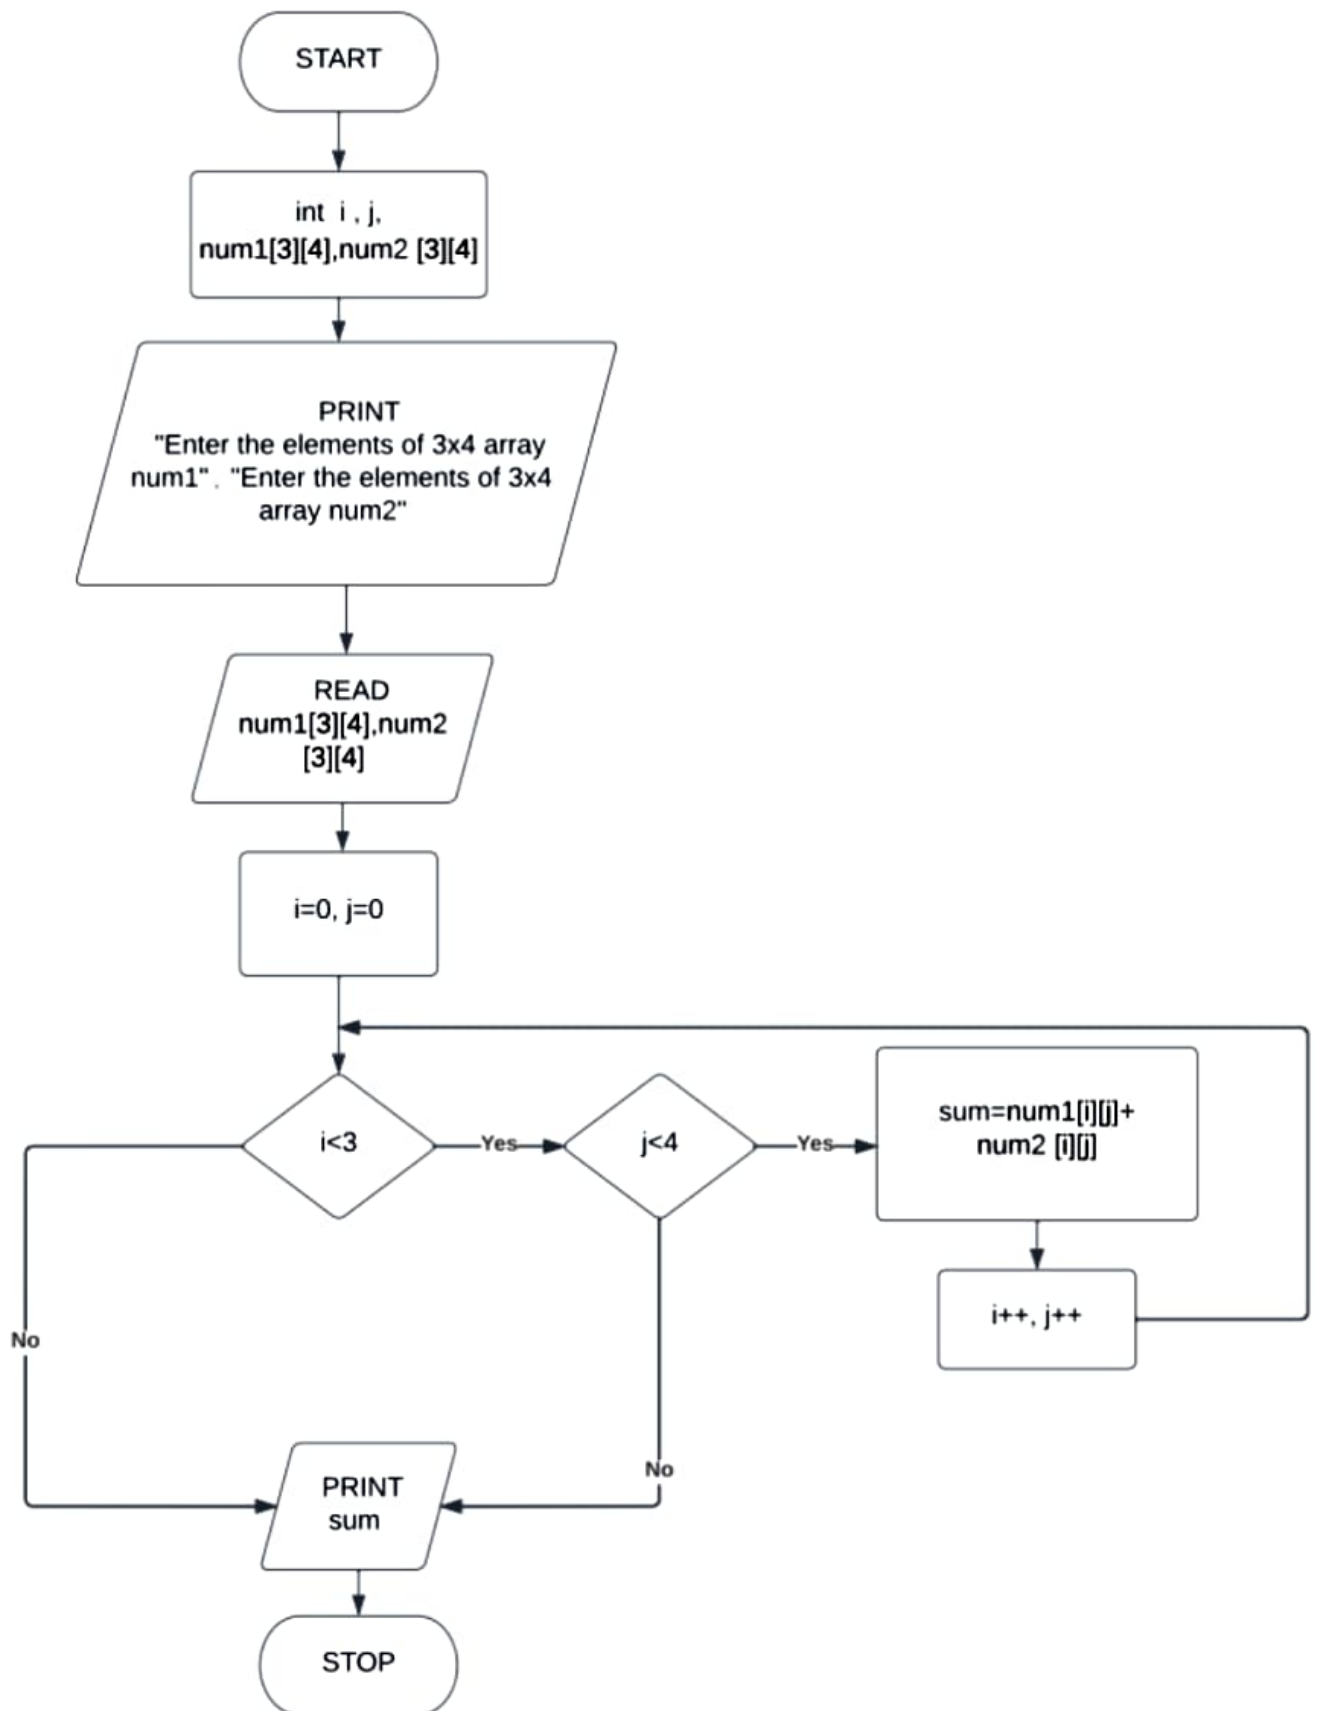 START
int  i , j,
num1[3][4],num2 [3][4]
PRINT
"Enter the elements of 3x4 array
num1" . "Enter the elements of 3x4
array num2"
READ
num1[3][4],num2
[3][4]
i=0, j=0
i<3
Yes
j<4
Yes
sum=num1[i][j]+
num2 [i][j]
i++, j++
No
No
PRINT
sum
STOP